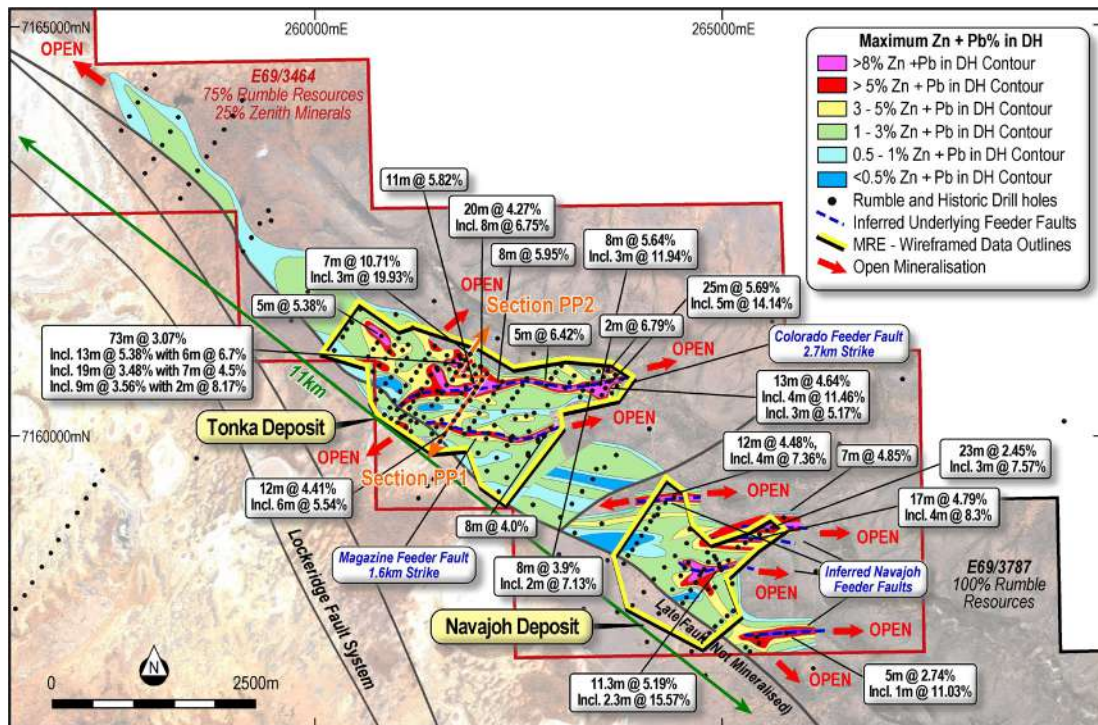 7165000mN
260000mE
265000mE
OPEN
E69/3464
75% Rumble Resources
25% Zenith Minerals
Maximum Zn + Pb% in DH
>8% Zn +Pb in DH Contour
> 5% Zn + Pb in DH Contour
3 - 5% Zn + Pb in DH Contour
1 - 3% Zn + Pb in DH Contour
0.5 - 1% Zn + Pb in DH Contour
<0.5% Zn + Pb in DH Contour
Rumble and Historic Drill holes
Inferred Underlying Feeder Faults
MRE - Wireframed Data Outlines
Open Mineralisation
11m @ 5.82%
20m @ 4.27%
Incl. 8m @ 6.75%
8m @ 5.95%
8m @ 5.64%
Incl. 3m @ 11.94%
7m @ 10.71%
Incl. 3m @ 19.93%
25m @ 5.69%
Incl. 5m @ 14.14%
5m @ 5.38%
OPEN
Section PP2
5m @ 6.42%
2m @ 6.79%
73m @ 3.07%
Incl. 13m @ 5.38% with 6m @ 6.7%
Incl. 19m @ 3.48% with 7m @ 4.5%
Incl. 9m @ 3.56% with 2m @ 8.17%
OPEN
Colorado Feeder Fault
2.7km Strike
11km
13m @ 4.64%
Incl. 4m @ 11.46%
Incl. 3m @ 5.17%
Tonka Deposit
OPEN
7160000mN
OPEN
Section PP1
12m @ 4.48%,
Incl. 4m @ 7.36%
7m @ 4.85%
23m @ 2.45%
Incl. 3m @ 7.57%
12m @ 4.41%
Incl. 6m @ 5.54%
OPEN
17m @ 4.79%
Incl. 4m @ 8.3%
8m @ 4.0%
OPEN
Magazine Feeder Fault
1.6km Strike
8m @ 3.9%
Incl. 2m @ 7.13%
OPEN
Inferred Navajoh
Feeder Faults
E69/3787
100% Rumble
Resources
Lockeridge Fault System
Navajoh Deposit
Late Fault (Not Mineralised)
OPEN
N
0
2500m
11.3m @ 5.19%
Incl. 2.3m @ 15.57%
OPEN
5m @ 2.74%
Incl. 1m @ 11.03%